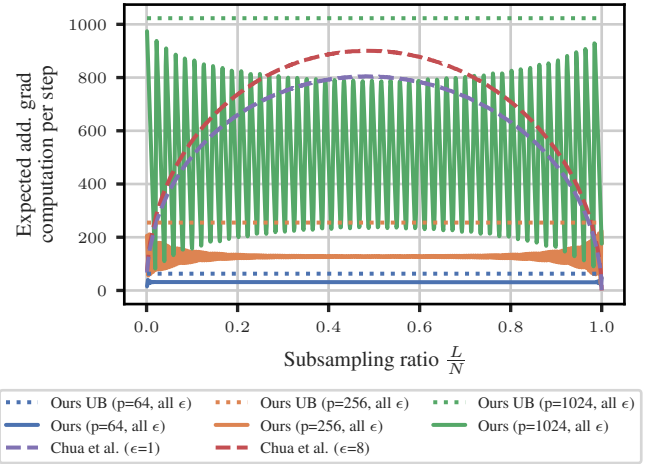 Expected add. grad
computation per step
1000
800
600
400
200
0
0.0 0.2 0.4 0.6 0.8 1.0
Subsampling ratio L/N
Ours UB (p=64, all ϵ) Ours UB (p=256, all ϵ) Ours UB (p=1024, all ϵ)
Ours (p=64, all ϵ) Ours (p=256, all ϵ) Ours (p=1024, all ϵ)
Chua et al. (ϵ=1) Chua et al. (ϵ=8)